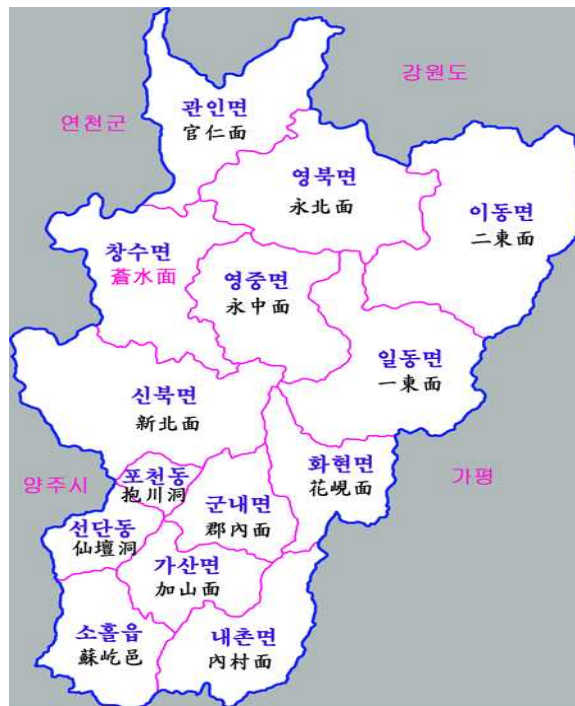 강원도
연천군
관인면
官仁面
영북면
永北面
이동면
二東面
창수면
蒼水面
영중면
永中面
일동면
一東面
신북면
新北面
포천동
抱川洞
양주시
화현면
花峴面
가평
군내면
郡內面
선단동
仙壇洞
가산면
加山面
소흘읍
蘇屹邑
내촌면
內村面